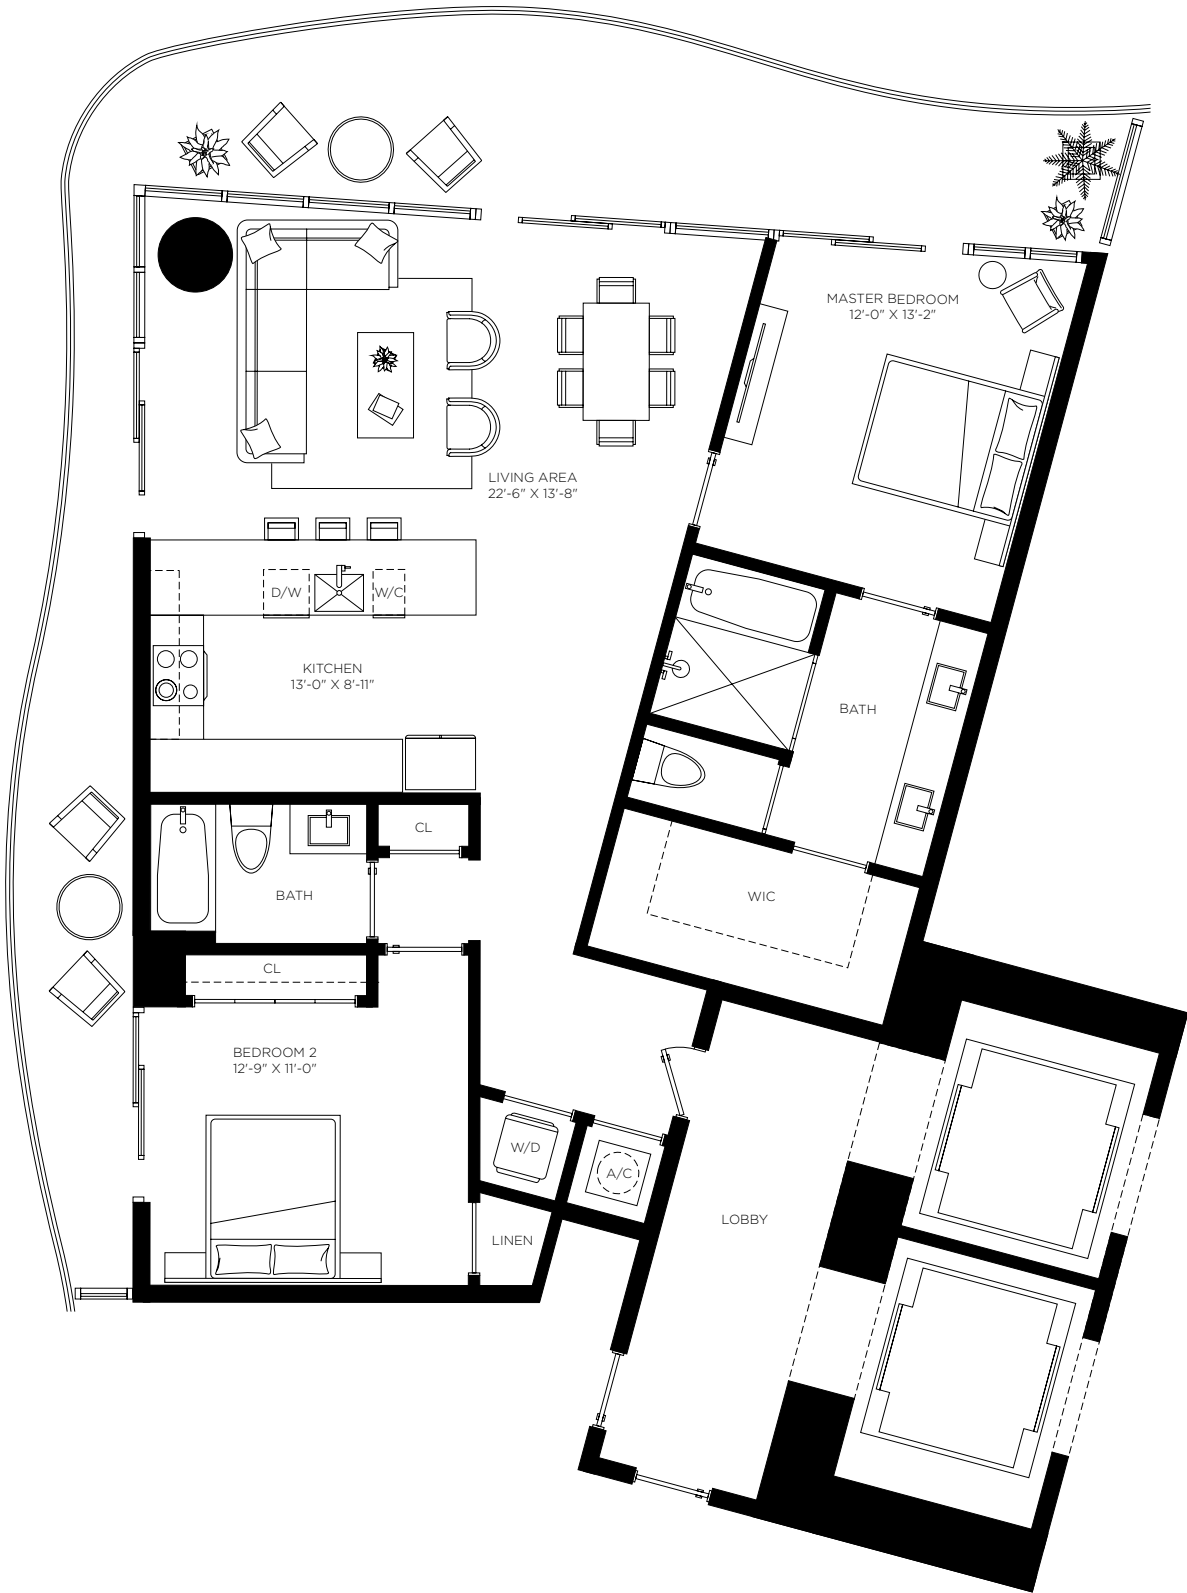 MASTER BEDROOM
12'-0" X 13'-2"
LIVING AREA
22'-6" X 13'-8"
D/W
W/C
KITCHEN
13'-0" X 8'-11"
BATH
CL
BATH
WIC
CL
BEDROOM 2
12'-9" X 11'-0"
W/D
A/C
LOBBY
LINEN